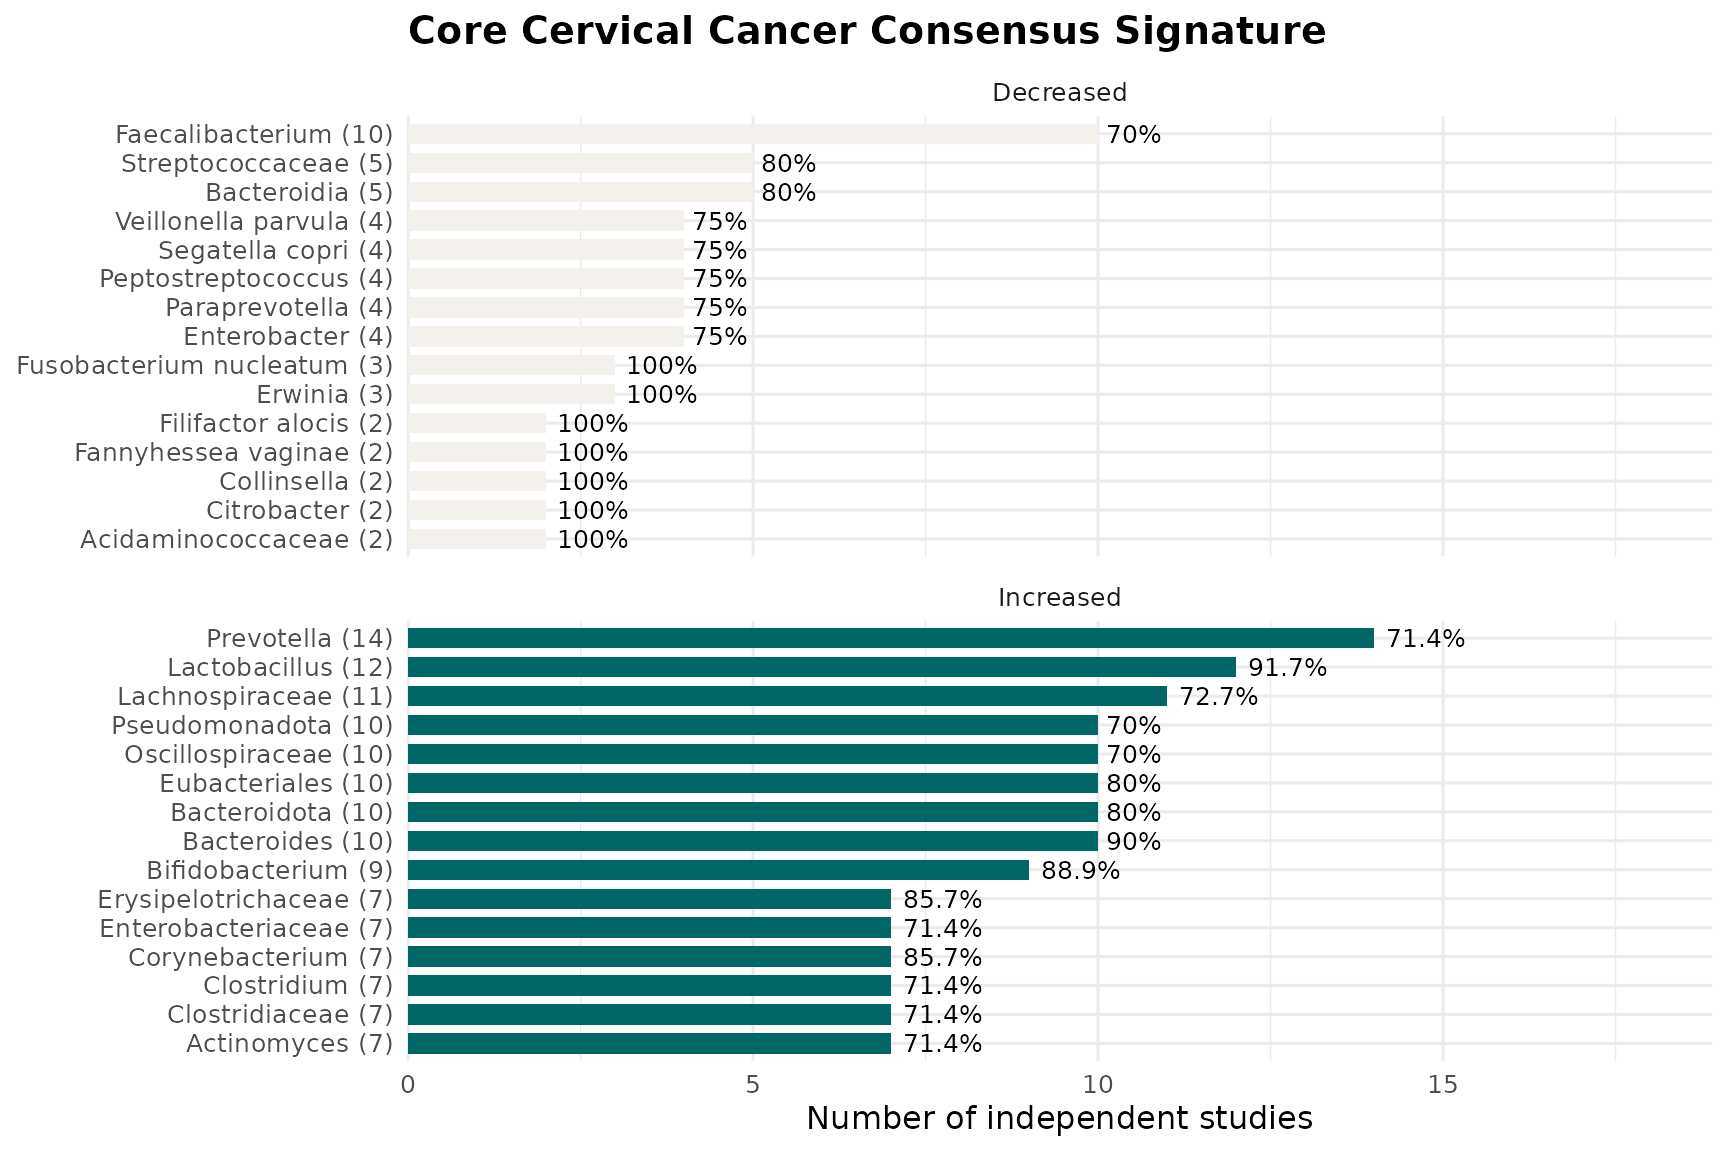 Core Cervical Cancer Consensus Signature
Decreased
Faecalibacterium (10) 70%
Streptococcaceae (5) 80%
Bacteroidia (5) 80%
Veillonella parvula (4) 75%
Segatella copri (4) 75%
Peptostreptococcus (4) 75%
Paraprevotella (4) 75%
Enterobacter (4) 75%
Fusobacterium nucleatum (3) 100%
Erwinia (3) 100%
Filifactor alocis (2) 100%
Fannyhessea vaginae (2) 100%
Collinsella (2) 100%
Citrobacter (2) 100%
Acidaminococcaceae (2) 100%
Increased
Prevotella (14) 71.4%
Lactobacillus (12) 91.7%
Lachnospiraceae (11) 72.7%
Pseudomonadota (10) 70%
Oscillospiraceae (10) 70%
Eubacteriales (10) 80%
Bacteroidota (10) 80%
Bacteroides (10) 90%
Bifidobacterium (9) 88.9%
Erysipelotrichaceae (7) 85.7%
Enterobacteriaceae (7) 71.4%
Corynebacterium (7) 85.7%
Clostridium (7) 71.4%
Clostridiaceae (7) 71.4%
Actinomyces (7) 71.4%
0 5 10 15
Number of independent studies